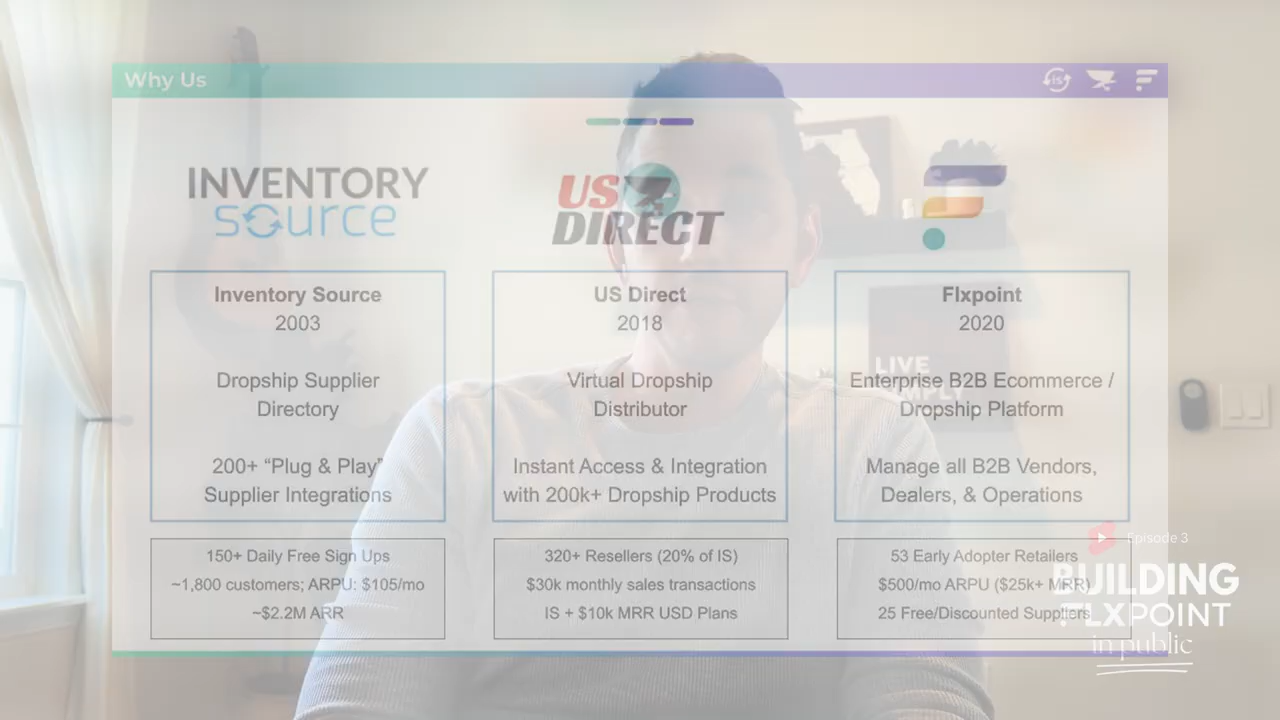 Why Us
INVENTORY
source
US
DIRECT
Inventory Source
2003
Dropship Supplier
Directory
200+ “Plug & Play”
Supplier Integrations
150+ Daily Free Sign Ups
~1,800 customers; ARPU: $105/mo
~$2.2M ARR
US Direct
2018
Virtual Dropship
Distributor
Instant Access & Integration
with 200k+ Dropship Products
320+ Resellers (20% of IS)
$30k monthly sales transactions
IS + $10k MRR USD Plans
Flxpoint
2020
Enterprise B2B Ecommerce /
Dropship Platform
Manage all B2B Vendors,
Dealers, & Operations
53 Early Adopter Retailers
$500/mo ARPU ($25k+ MRR)
25 Free/Discounted Suppliers
LIVE
Episode 3
BUILDING
FLXPOINT
in public